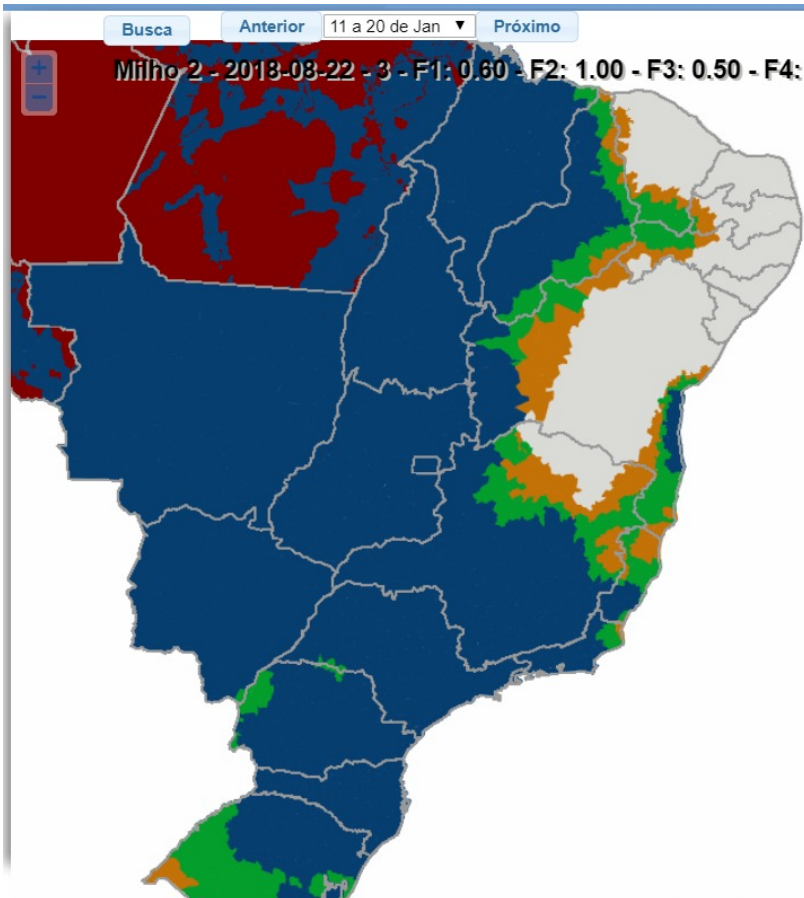 Busca Anterior 11 a 20 de Jan Próximo
+
Milho 2 - 2018-08-22 - 3 - F1: 0.60 - F2: 1.00 - F3: 0.50 - F4:
−